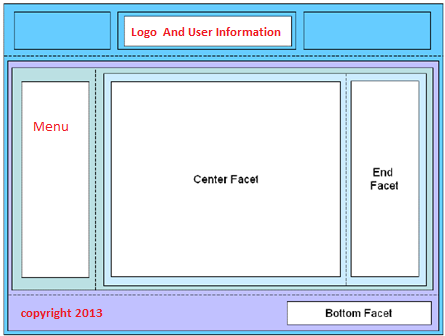 Logo And User Information
Menu
Center Facet
End
Facet
copyright 2013
Bottom Facet